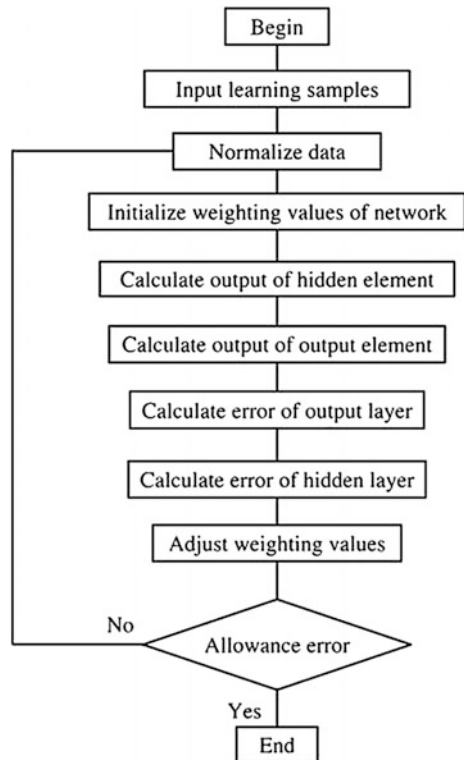 Begin
Input learning samples
Normalize data
Initialize weighting values of network
Calculate output of hidden element
Calculate output of output element
Calculate error of output layer
Calculate error of hidden layer
Adjust weighting values
No
Allowance error
Yes
End